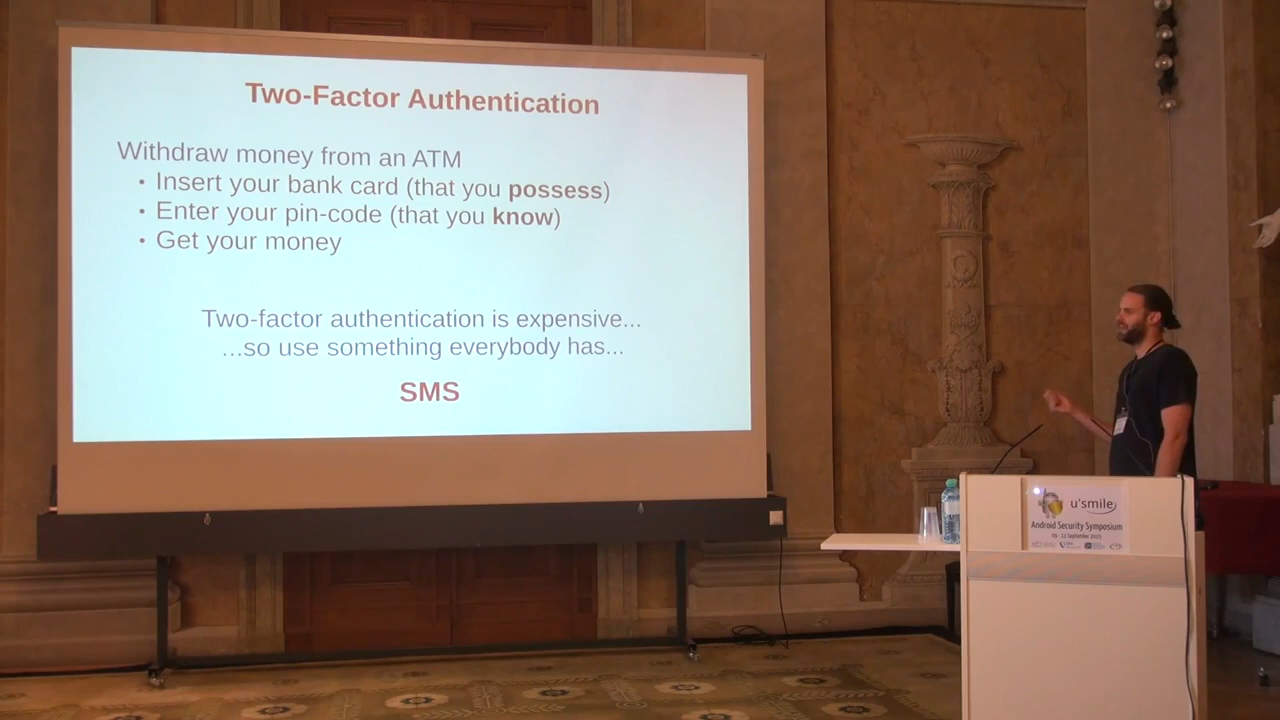 Two-Factor Authentication
Withdraw money from an ATM
• Insert your bank card (that you possess)
• Enter your pin-code (that you know)
• Get your money
Two-factor authentication is expensive...
...so use something everybody has...
SMS
u'smile
Android Security Symposium